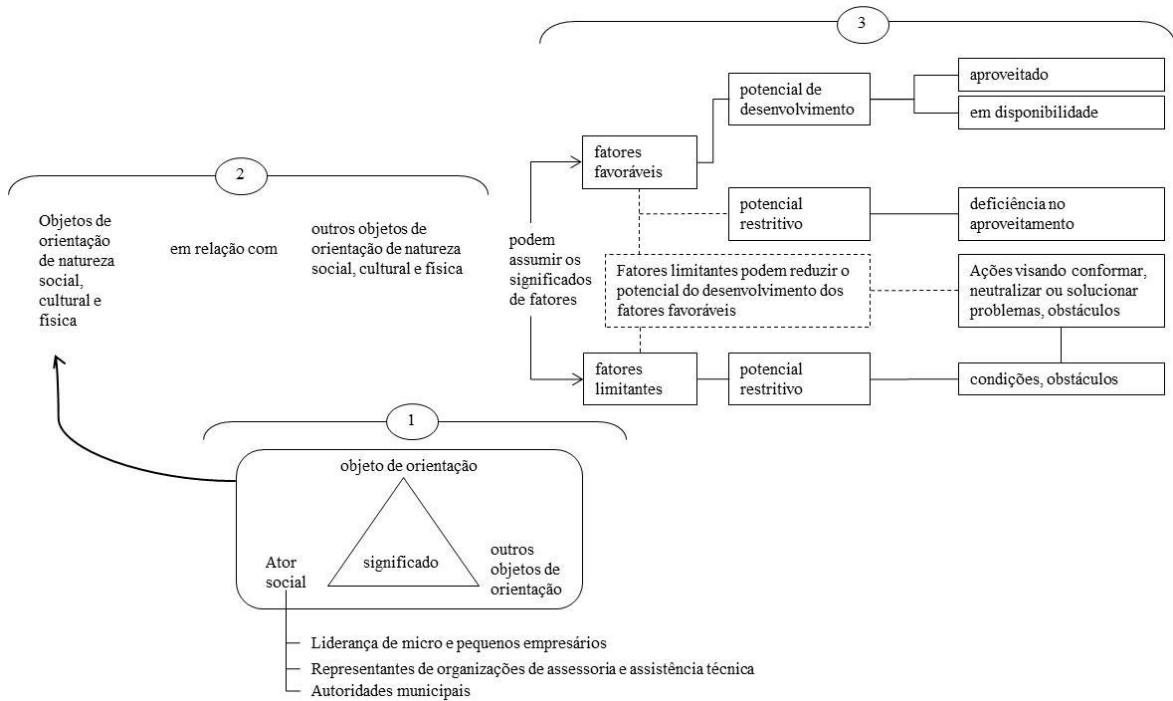 3
potencial de
desenvolvimento
aproveitado
em disponibilidade
fatores
favoráveis
2
potencial
restritivo
deficiência no
aproveitamento
Objetos de
orientação
de natureza
social,
cultural e
física
em relação com
outros objetos de
orientação de natureza
social, cultural e física
podem
assumir os
significados
de fatores
Fatores limitantes podem reduzir o
potencial do desenvolvimento dos
fatores favoráveis
Ações visando conformar,
neutralizar ou solucionar
problemas, obstáculos
fatores
limitantes
potencial
restritivo
condições, obstáculos
1
objeto de orientação
significado
Ator
social
outros
objetos de
orientação
Liderança de micro e pequenos empresários
Representantes de organizações de assessoria e assistência técnica
Autoridades municipais